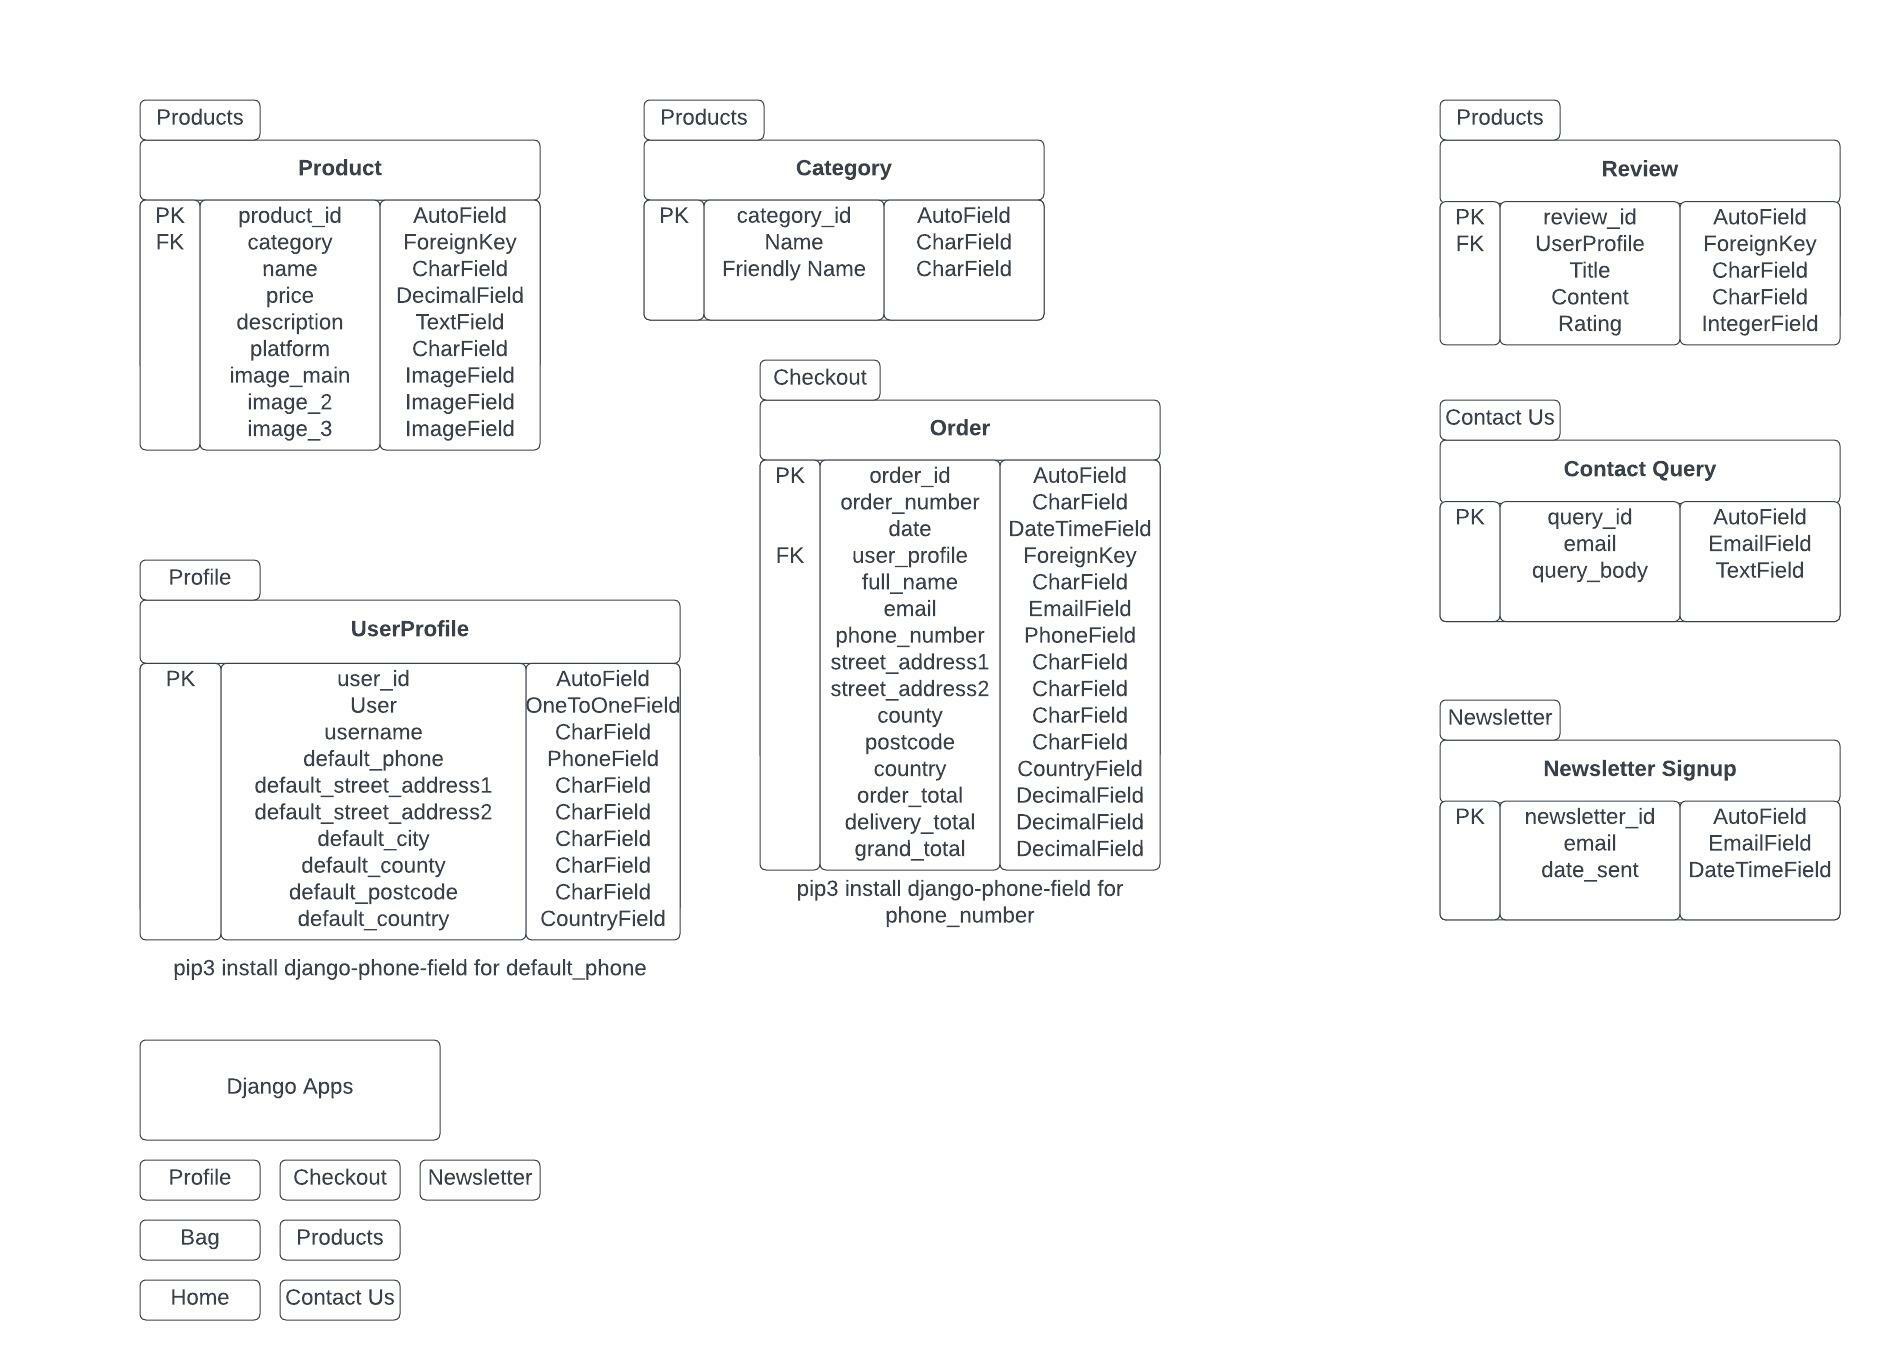 Products
Product
PK product_id AutoField
FK category ForeignKey
name CharField
price DecimalField
description TextField
platform CharField
image_main ImageField
image_2 ImageField
image_3 ImageField
Products
Category
PK category_id AutoField
Name CharField
Friendly Name CharField
Products
Review
PK review_id AutoField
FK UserProfile ForeignKey
Title CharField
Content CharField
Rating IntegerField
Checkout
Order
PK order_id AutoField
order_number CharField
date DateTimeField
FK user_profile ForeignKey
full_name CharField
email EmailField
phone_number PhoneField
street_address1 CharField
street_address2 CharField
county CharField
postcode CharField
country CountryField
order_total DecimalField
delivery_total DecimalField
grand_total DecimalField
pip3 install django-phone-field for
phone_number
Contact Us
Contact Query
PK query_id AutoField
email EmailField
query_body TextField
Profile
UserProfile
PK user_id AutoField
User OneToOneField
username CharField
default_phone PhoneField
default_street_address1 CharField
default_street_address2 CharField
default_city CharField
default_county CharField
default_postcode CharField
default_country CountryField
pip3 install django-phone-field for default_phone
Newsletter
Newsletter Signup
PK newsletter_id AutoField
email EmailField
date_sent DateTimeField
Django Apps
Profile Checkout Newsletter
Bag Products
Home Contact Us